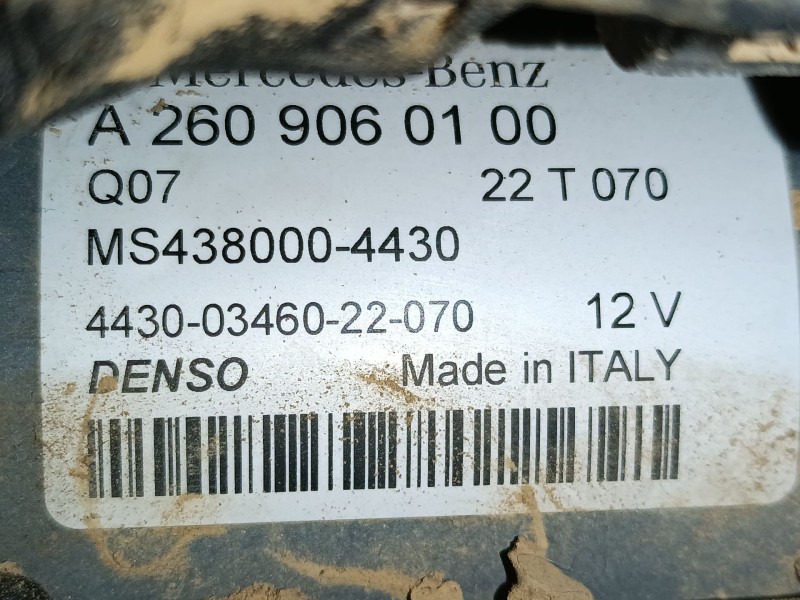 Mercedes-Benz
A 260 906 01 00
Q07 22 T 070
MS438000-4430
4430-03460-22-070 12 V
DENSO Made in ITALY